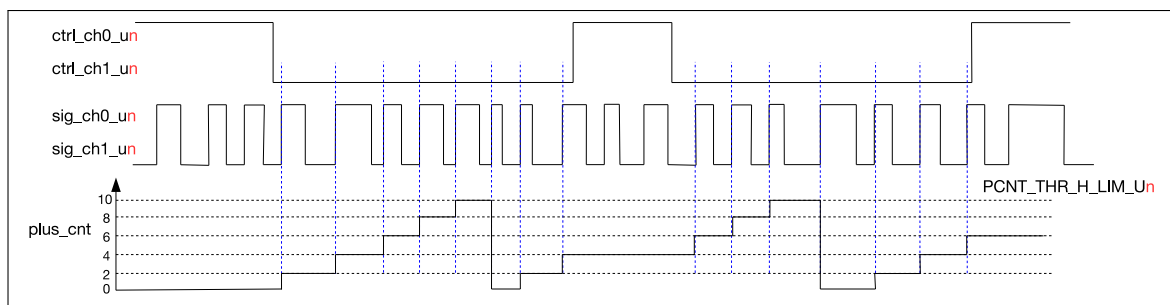 ctrl_ch0_un
ctrl_ch1_un
sig_ch0_un
sig_ch1_un
PCNT_THR_H_LIM_Un
10
8
plus_cnt
6
4
2
0